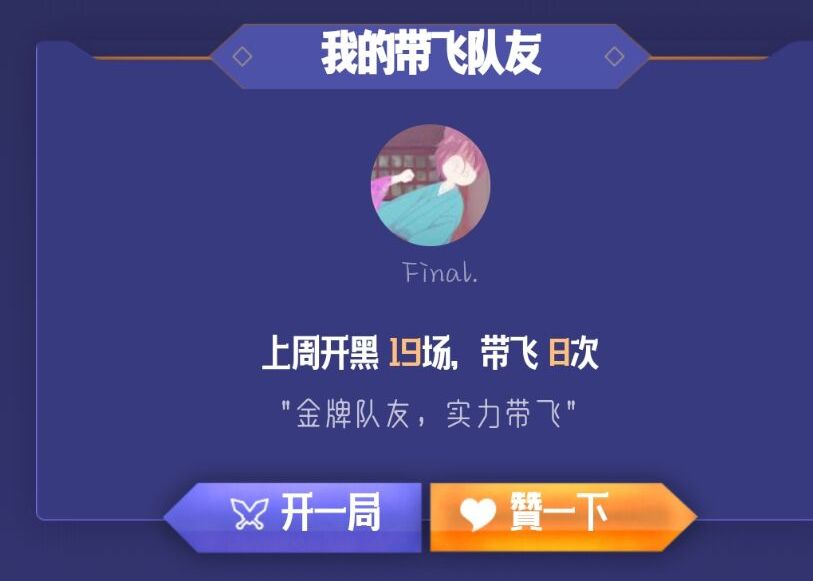 我的带飞队友
Final.
上周开黑 19场，带飞 8次
"金牌队友，实力带飞"
开一局
贊一下